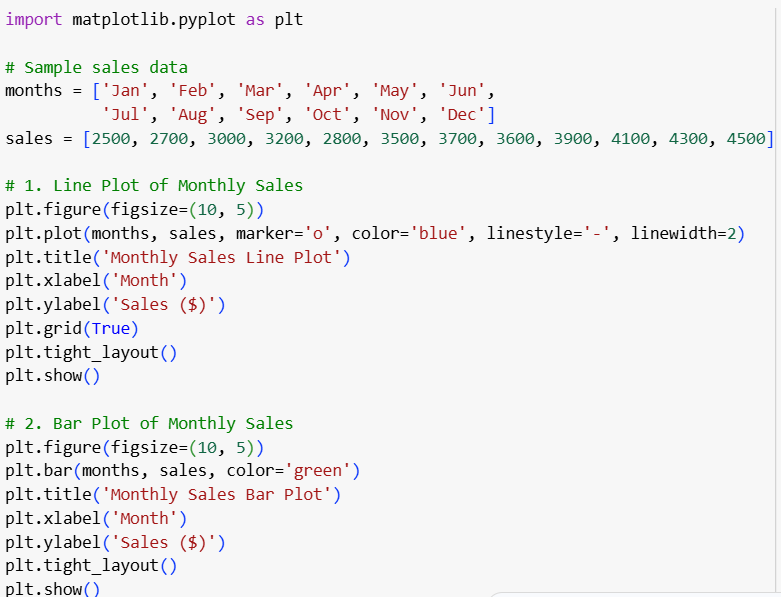 import matplotlib.pyplot as plt
# Sample sales data
months = ['Jan', 'Feb', 'Mar', 'Apr', 'May', 'Jun',
          'Jul', 'Aug', 'Sep', 'Oct', 'Nov', 'Dec']
sales = [2500, 2700, 3000, 3200, 2800, 3500, 3700, 3600, 3900, 4100, 4300, 4500]
# 1. Line Plot of Monthly Sales
plt.figure(figsize=(10, 5))
plt.plot(months, sales, marker='o', color='blue', linestyle='-', linewidth=2)
plt.title('Monthly Sales Line Plot')
plt.xlabel('Month')
plt.ylabel('Sales ($)')
plt.grid(True)
plt.tight_layout()
plt.show()
# 2. Bar Plot of Monthly Sales
plt.figure(figsize=(10, 5))
plt.bar(months, sales, color='green')
plt.title('Monthly Sales Bar Plot')
plt.xlabel('Month')
plt.ylabel('Sales ($)')
plt.tight_layout()
plt.show()